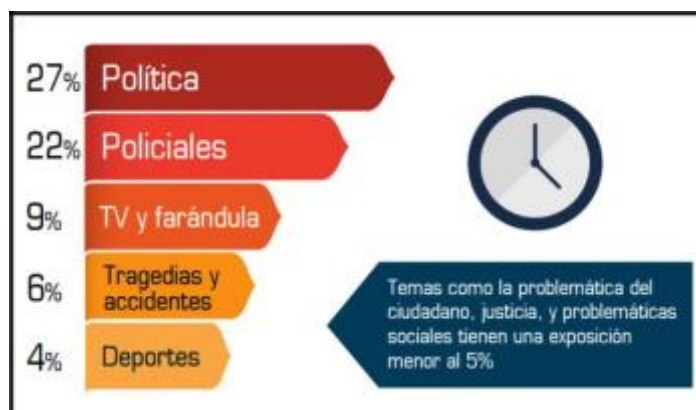 27% Política
22% Policiales
9% TV y farándula
6% Tragedias y
accidentes
4% Deportes
Temas como la problemática del
ciudadano, justicia, y problemáticas
sociales tienen una exposición
menor al 5%